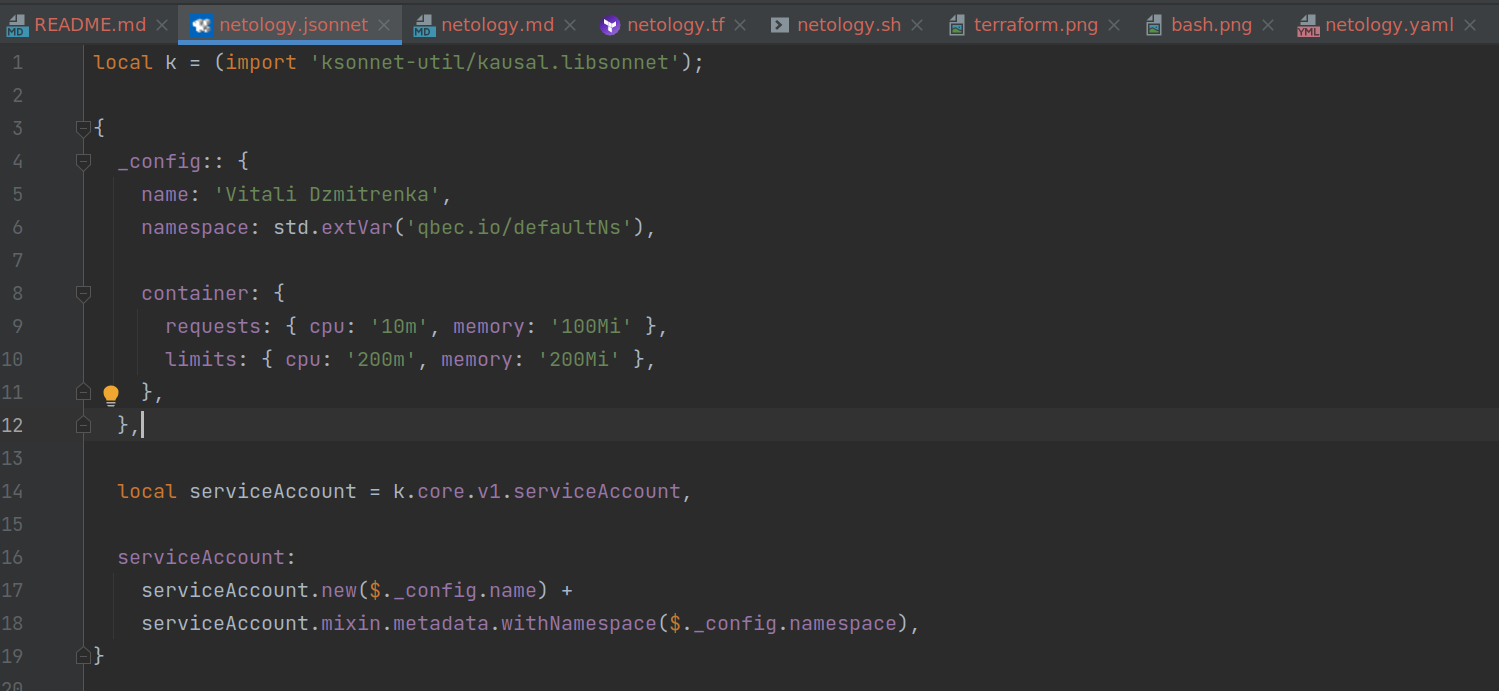 README.md netology.jsonnet netology.md netology.tf netology.sh terraform.png bash.png netology.yaml
1 local k = (import 'ksonnet-util/kausal.libsonnet');
2
3 {
4   _config:: {
5     name: 'Vitali Dzmitrenka',
6     namespace: std.extVar('qbec.io/defaultNs'),
7
8     container: {
9       requests: { cpu: '10m', memory: '100Mi' },
10       limits: { cpu: '200m', memory: '200Mi' },
11     },
12   },
13
14   local serviceAccount = k.core.v1.serviceAccount,
15
16   serviceAccount:
17     serviceAccount.new($._config.name) +
18     serviceAccount.mixin.metadata.withNamespace($._config.namespace),
19 }
20